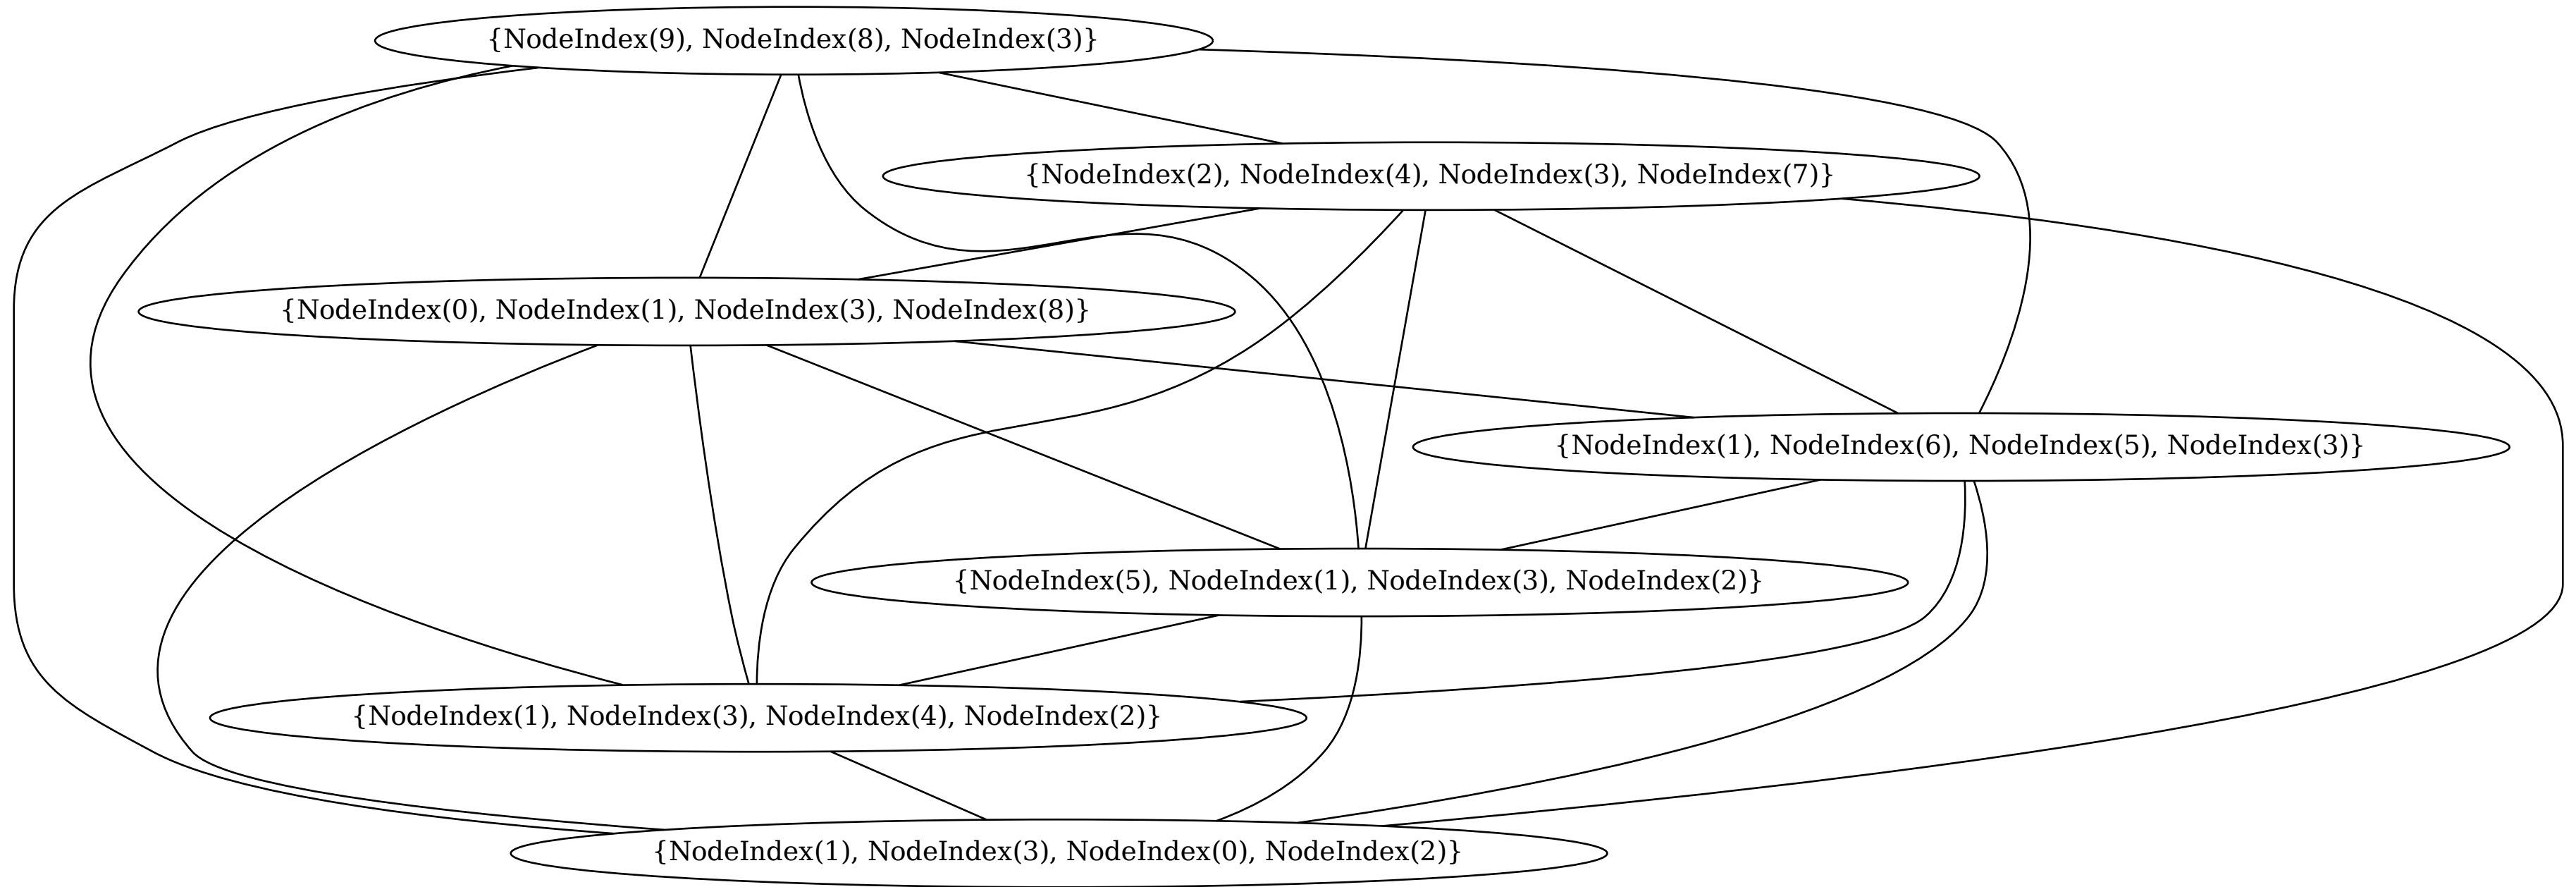 {NodeIndex(9), NodeIndex(8), NodeIndex(3)}
{NodeIndex(2), NodeIndex(4), NodeIndex(3), NodeIndex(7)}
{NodeIndex(0), NodeIndex(1), NodeIndex(3), NodeIndex(8)}
{NodeIndex(1), NodeIndex(6), NodeIndex(5), NodeIndex(3)}
{NodeIndex(5), NodeIndex(1), NodeIndex(3), NodeIndex(2)}
{NodeIndex(1), NodeIndex(3), NodeIndex(4), NodeIndex(2)}
{NodeIndex(1), NodeIndex(3), NodeIndex(0), NodeIndex(2)}